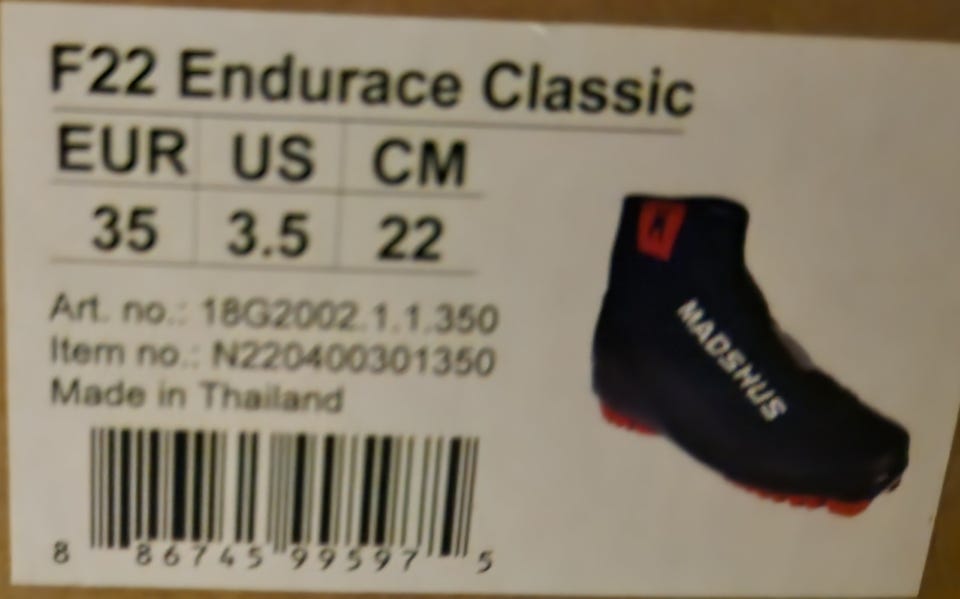 F22 Endurace Classic
EUR US CM
35 3.5 22
Art. no.: 18G2002.1.1.350
Item no.: N220400301350
Made in Thailand
8 86745 99597 5
MADSHUS